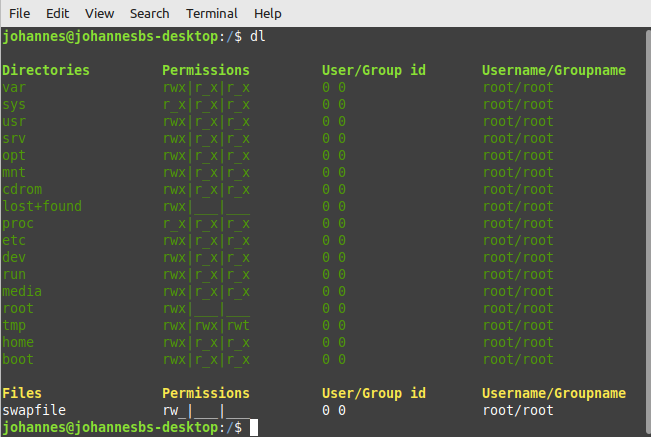 File Edit View Search Terminal Help
johannes@johannesbs-desktop:/$ dl
Directories Permissions User/Group id Username/Groupname
var rwx|r_x|r_x 0 0 root/root
sys r_x|r_x|r_x 0 0 root/root
usr rwx|r_x|r_x 0 0 root/root
srv rwx|r_x|r_x 0 0 root/root
opt rwx|r_x|r_x 0 0 root/root
mnt rwx|r_x|r_x 0 0 root/root
cdrom rwx|r_x|r_x 0 0 root/root
lost+found rwx|___|___ 0 0 root/root
proc r_x|r_x|r_x 0 0 root/root
etc rwx|r_x|r_x 0 0 root/root
dev rwx|r_x|r_x 0 0 root/root
run rwx|r_x|r_x 0 0 root/root
media rwx|r_x|r_x 0 0 root/root
root rwx|___|___ 0 0 root/root
tmp rwx|rwx|rwt 0 0 root/root
home rwx|r_x|r_x 0 0 root/root
boot rwx|r_x|r_x 0 0 root/root
Files Permissions User/Group id Username/Groupname
swapfile rw_|___|___ 0 0 root/root
johannes@johannesbs-desktop:/$